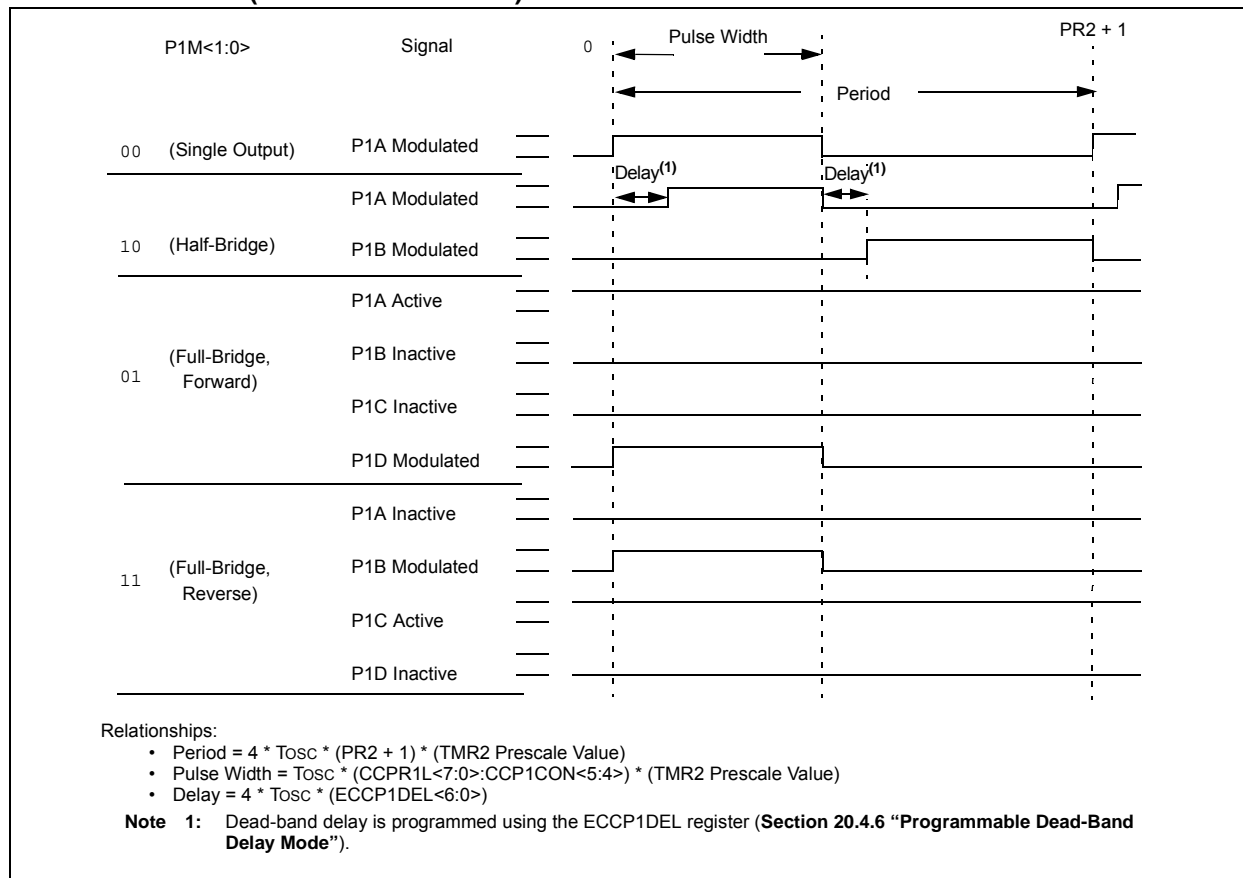 P1M<1:0> Signal 0 Pulse Width PR2 + 1
Period
00 (Single Output) P1A Modulated
Delay(1) Delay(1)
P1A Modulated
10 (Half-Bridge) P1B Modulated
P1A Active
01 (Full-Bridge, Forward) P1B Inactive
P1C Inactive
P1D Modulated
P1A Inactive
11 (Full-Bridge, Reverse) P1B Modulated
P1C Active
P1D Inactive
Relationships:
• Period = 4 * TOSC * (PR2 + 1) * (TMR2 Prescale Value)
• Pulse Width = TOSC * (CCPR1L<7:0>:CCP1CON<5:4>) * (TMR2 Prescale Value)
• Delay = 4 * TOSC * (ECCP1DEL<6:0>)
Note 1: Dead-band delay is programmed using the ECCP1DEL register (Section 20.4.6 “Programmable Dead-Band
Delay Mode”).